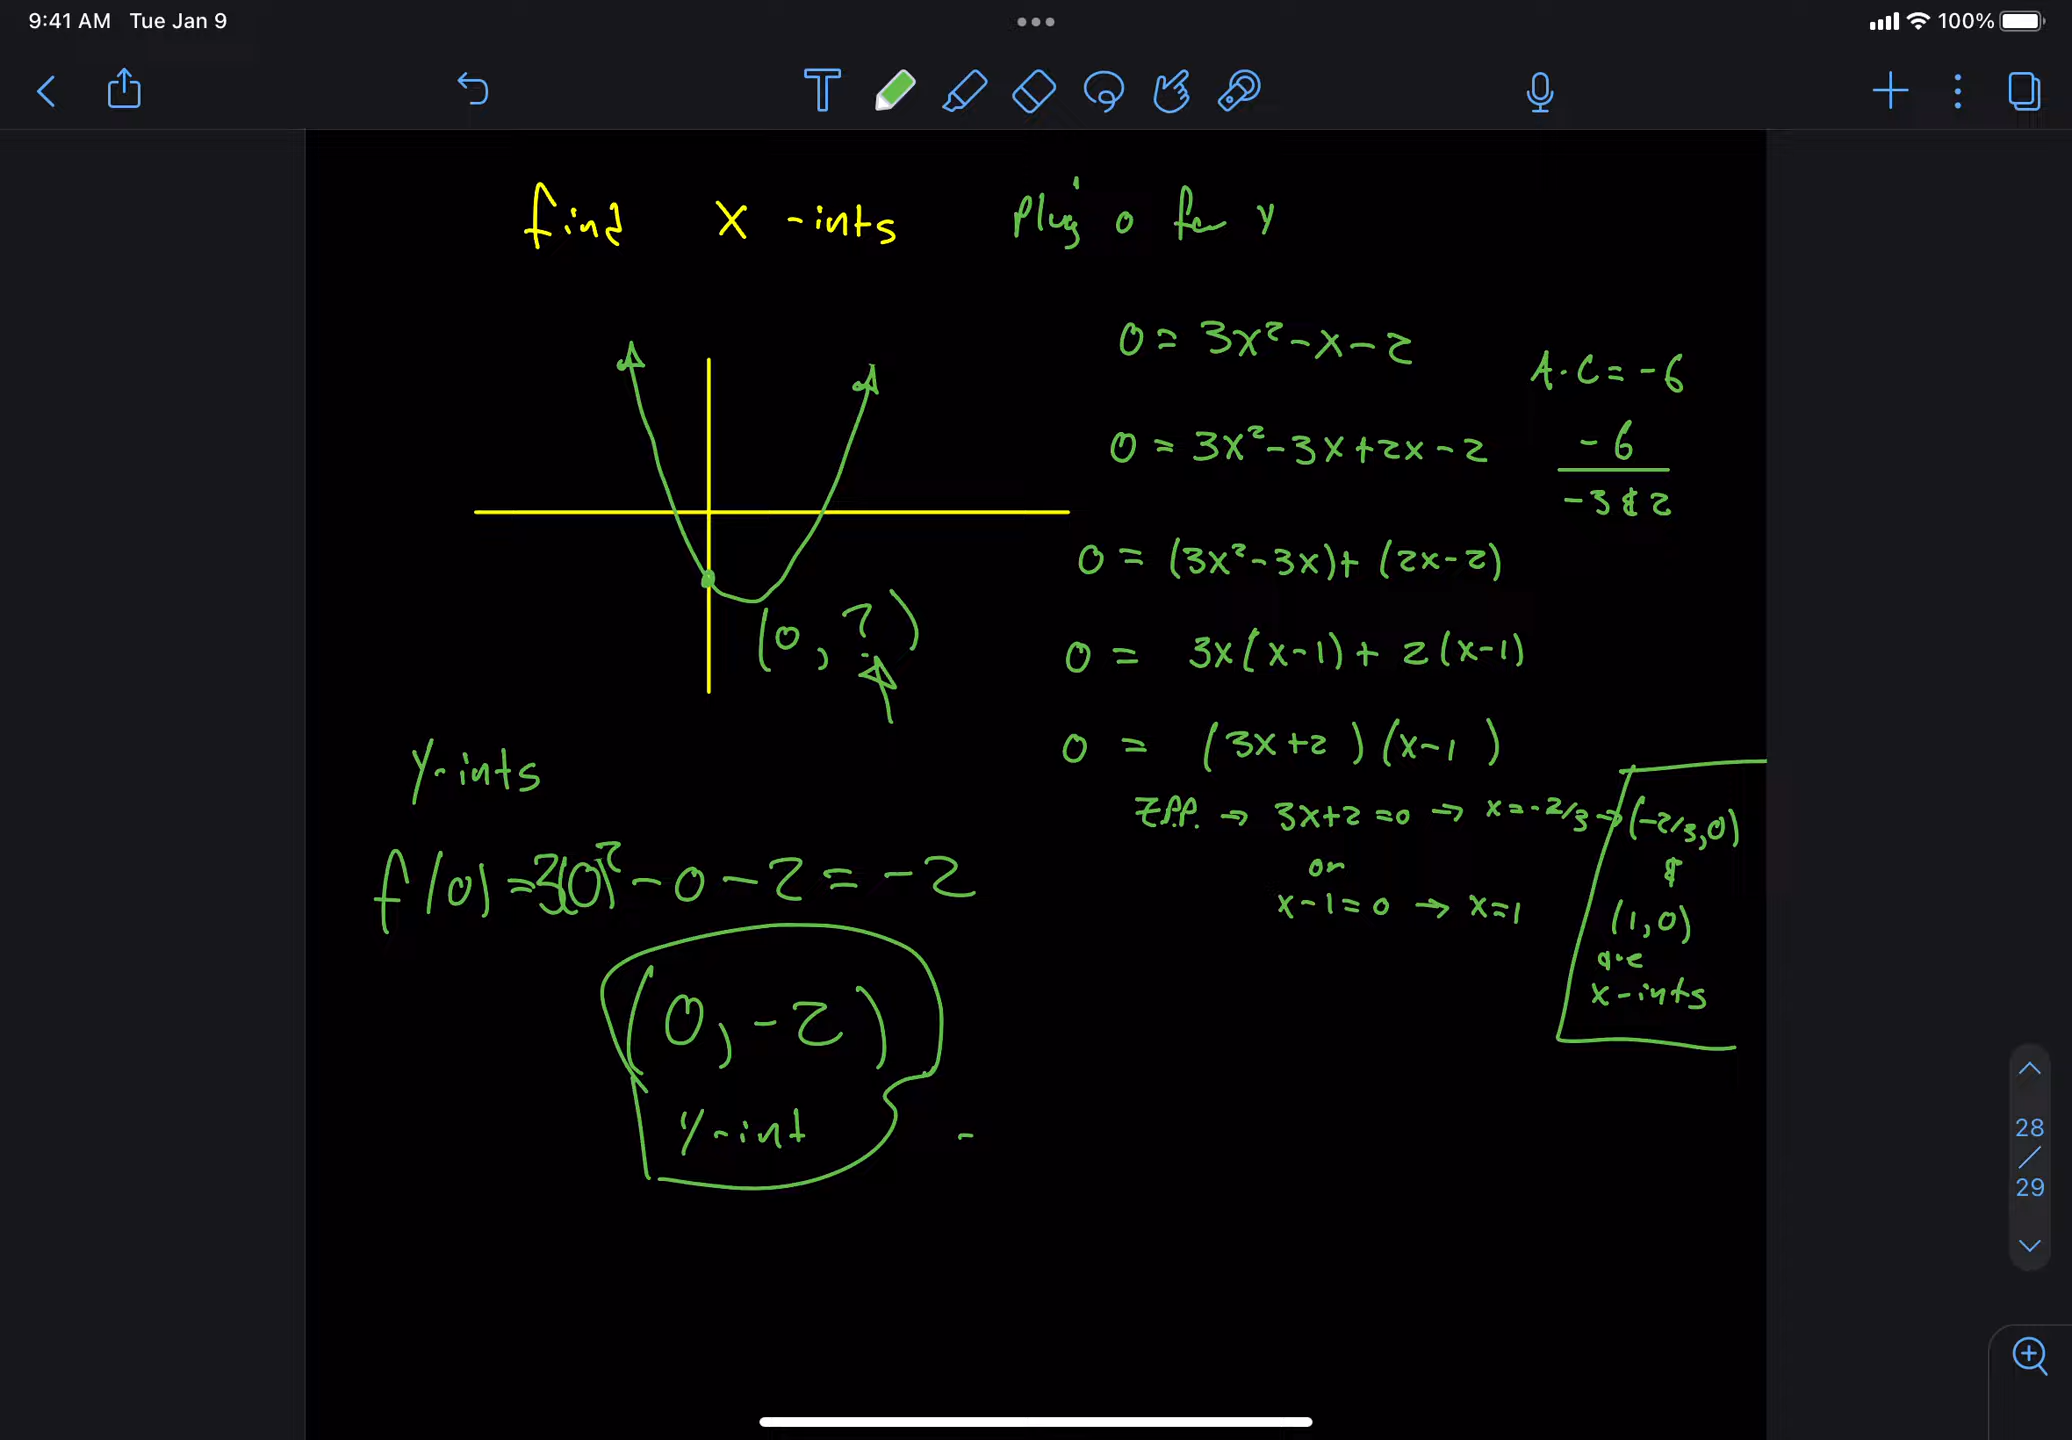 9:41 AM Tue Jan 9
100%
find x-ints plug 0 for y
0 = 3x² - x - 2
A·C = -6
0 = 3x² - 3x + 2x - 2
-6
-3 & 2
0 = (3x² - 3x) + (2x - 2)
(0, ?)
0 = 3x(x-1) + 2(x-1)
0 = (3x+2)(x-1)
Y-ints
Z.P.P. → 3x+2=0 → x=-2/3 → (-2/3,0)
or
&
f(0)=3(0)²-0-2=-2
x-1=0 → x=1
(1,0)
are
x-ints
(0,-2)
Y-int -
28
/
29